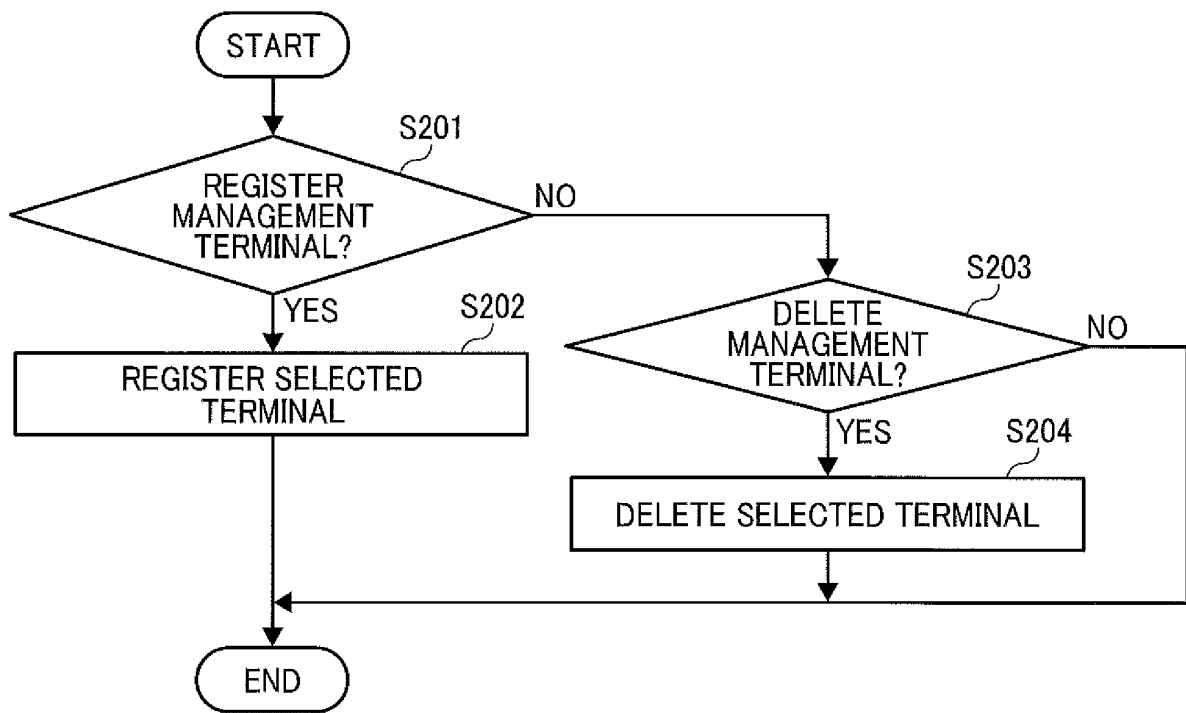 START
S201
REGISTER
MANAGEMENT
TERMINAL?
NO
YES
S202
REGISTER SELECTED
TERMINAL
S203
DELETE
MANAGEMENT
TERMINAL?
NO
YES
S204
DELETE SELECTED TERMINAL
END